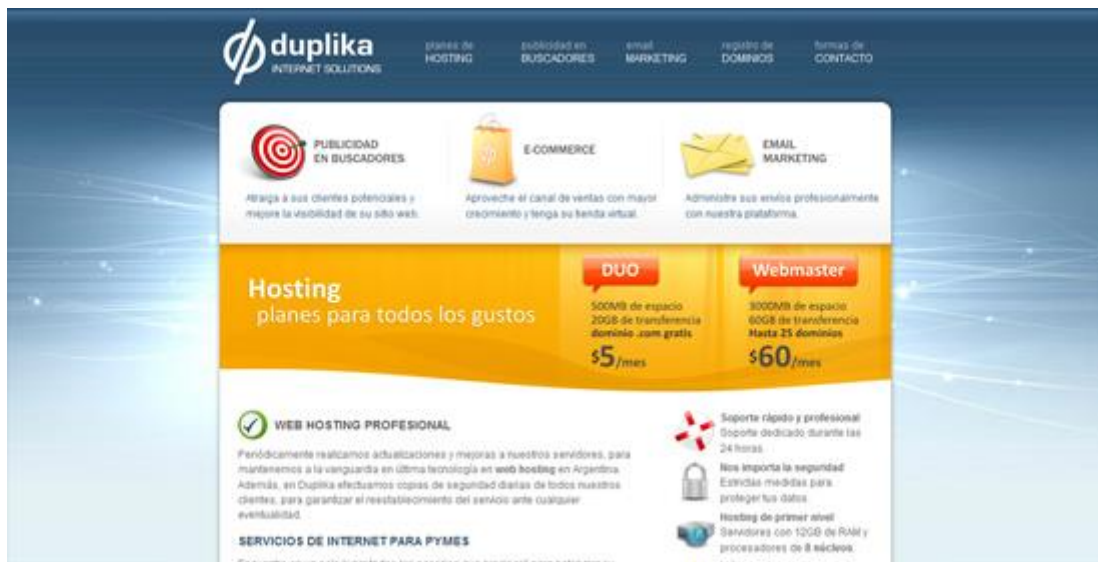 duplika
INTERNET SOLUTIONS
planes de
HOSTING
publicidad en
BUSCADORES
email
MARKETING
registro de
DOMINIOS
formas de
CONTACTO
PUBLICIDAD
EN BUSCADORES
Atraiga a sus clientes potenciales y
mejore la visibilidad de su sitio web.
E-COMMERCE
Aproveche el canal de ventas con mayor
crecimiento y tenga su tienda virtual.
EMAIL
MARKETING
Administre sus envíos profesionalmente
con nuestra plataforma.
Hosting
planes para todos los gustos
DUO
500MB de espacio
20GB de transferencia
dominio .com gratis
$5/mes
Webmaster
3000MB de espacio
60GB de transferencia
Hasta 25 dominios
$60/mes
WEB HOSTING PROFESIONAL
Periódicamente realizamos actualizaciones y mejoras a nuestros servidores, para
mantenernos a la vanguardia en última tecnología en web hosting en Argentina.
Además, en Duplika efectuamos copias de seguridad diarias de todos nuestros
clientes, para garantizar el reestablecimiento del servicio ante cualquier
eventualidad.
SERVICIOS DE INTERNET PARA PYMES
Soporte rápido y profesional
Soporte dedicado durante las
24 horas.
Nos importa la seguridad
Estrictas medidas para
proteger tus datos.
Hosting de primer nivel
Servidores con 12GB de RAM y
procesadores de 8 núcleos.